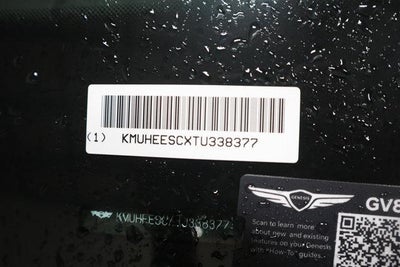 (1) KMUHEESCXTU338377
GENESIS
GV8
Scan to learn more
about new and existing
features on your Genesis
with "How-To" guides.
KMUHEESCXTU338377